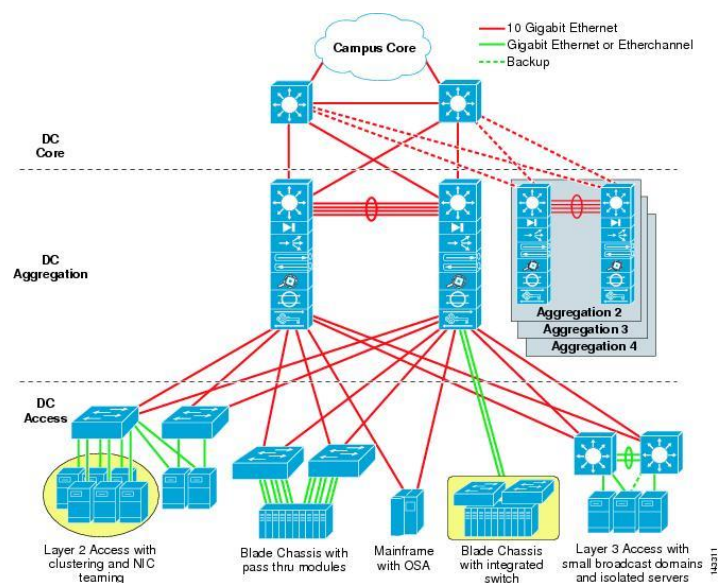 Campus Core
10 Gigabit Ethernet
Gigabit Ethernet or Etherchannel
Backup
DC
Core
DC
Aggregation
Aggregation 2
Aggregation 3
Aggregation 4
DC
Access
Layer 2 Access with
clustering and NIC
teaming
Blade Chassis with
pass thru modules
Mainframe
with OSA
Blade Chassis
with integrated
switch
Layer 3 Access with
small broadcast domains
and isolated servers